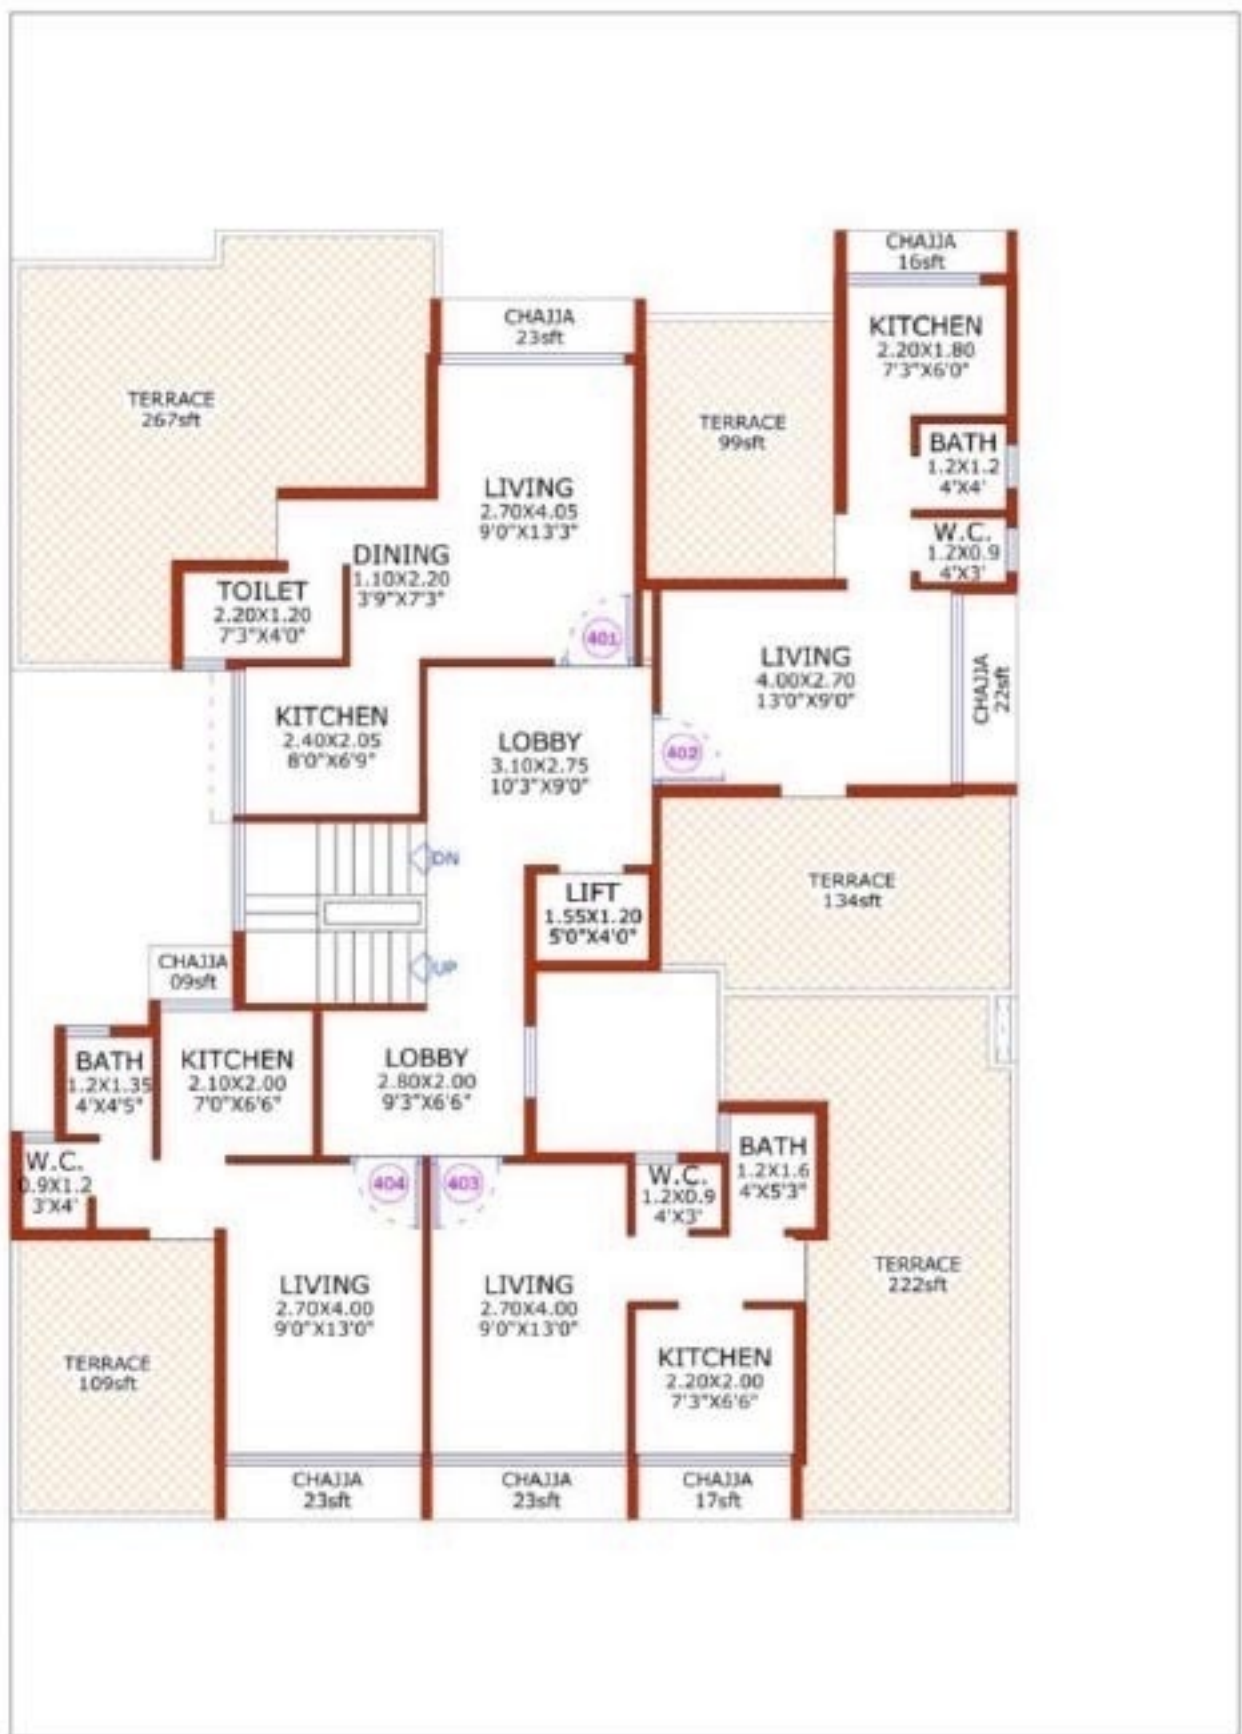 CHAJJA
16sft
KITCHEN
2.20X1.80
7'3"X6'0"
CHAJJA
23sft
TERRACE
267sft
TERRACE
99sft
BATH
1.2X1.2
4'X4'
LIVING
2.70X4.05
9'0"X13'3"
W.C.
1.2X0.9
4'X3'
DINING
1.10X2.20
3'9"X7'3"
TOILET
2.20X1.20
7'3"X4'0"
401
LIVING
4.00X2.70
13'0"X9'0"
CHAJJA
22sft
KITCHEN
2.40X2.05
8'0"X6'9"
LOBBY
3.10X2.75
10'3"X9'0"
402
DN
LIFT
1.55X1.20
5'0"X4'0"
TERRACE
134sft
UP
CHAJJA
09sft
BATH
1.2X1.35
4'X4'5"
KITCHEN
2.10X2.00
7'0"X6'6"
LOBBY
2.80X2.00
9'3"X6'6"
W.C.
0.9X1.2
3'X4'
404
403
W.C.
1.2X0.9
4'X3'
BATH
1.2X1.6
4'X5'3"
LIVING
2.70X4.00
9'0"X13'0"
LIVING
2.70X4.00
9'0"X13'0"
TERRACE
222sft
TERRACE
109sft
KITCHEN
2.20X2.00
7'3"X6'6"
CHAJJA
23sft
CHAJJA
23sft
CHAJJA
17sft